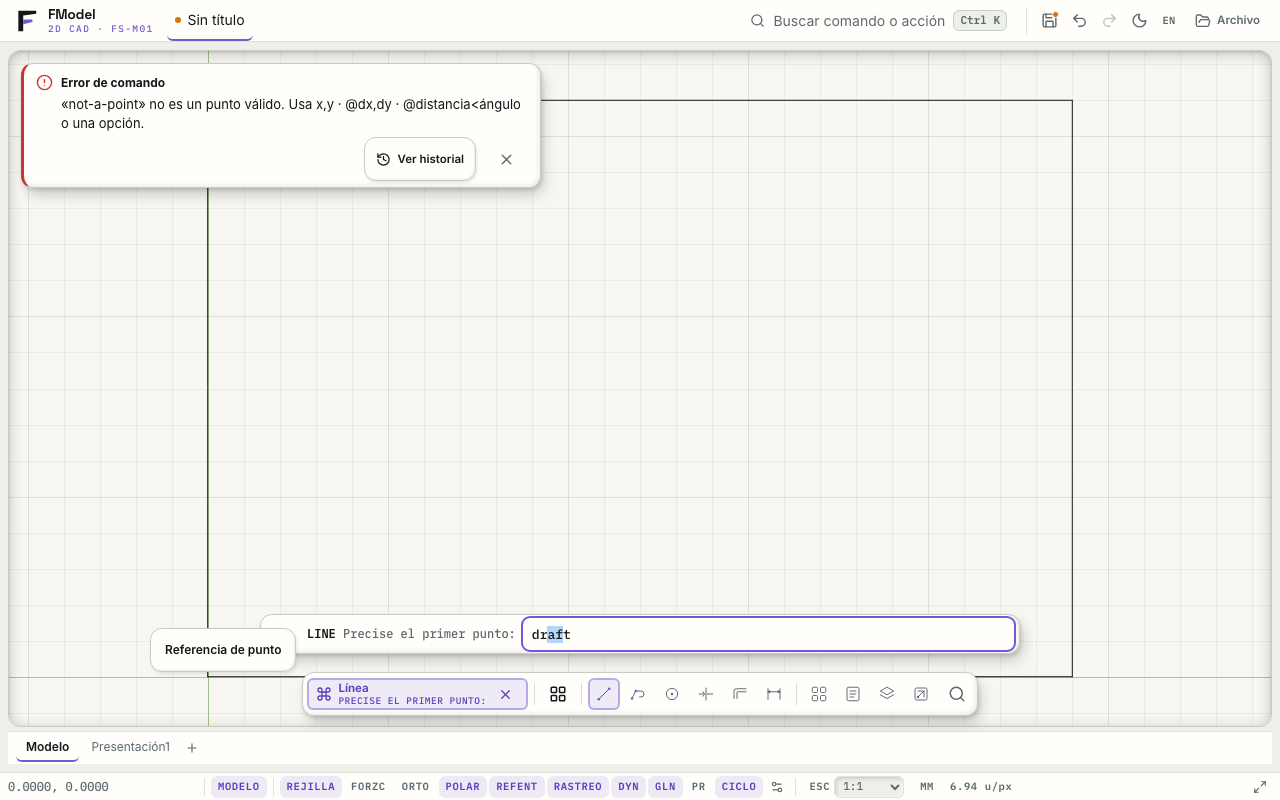 FModel
2D CAD · FS-M01
Sin título
Buscar comando o acción
Ctrl K
EN
Archivo
Error de comando
«not-a-point» no es un punto válido. Usa x,y · @dx,dy · @distancia<ángulo
o una opción.
Ver historial
LINE Precise el primer punto:
draft
Referencia de punto
Línea
PRECISE EL PRIMER PUNTO:
Modelo
Presentación1
0.0000, 0.0000
MODELO
REJILLA
FORZC
ORTO
POLAR
REFENT
RASTREO
DYN
GLN
PR
CICLO
ESC
1:1
MM
6.94 u/px